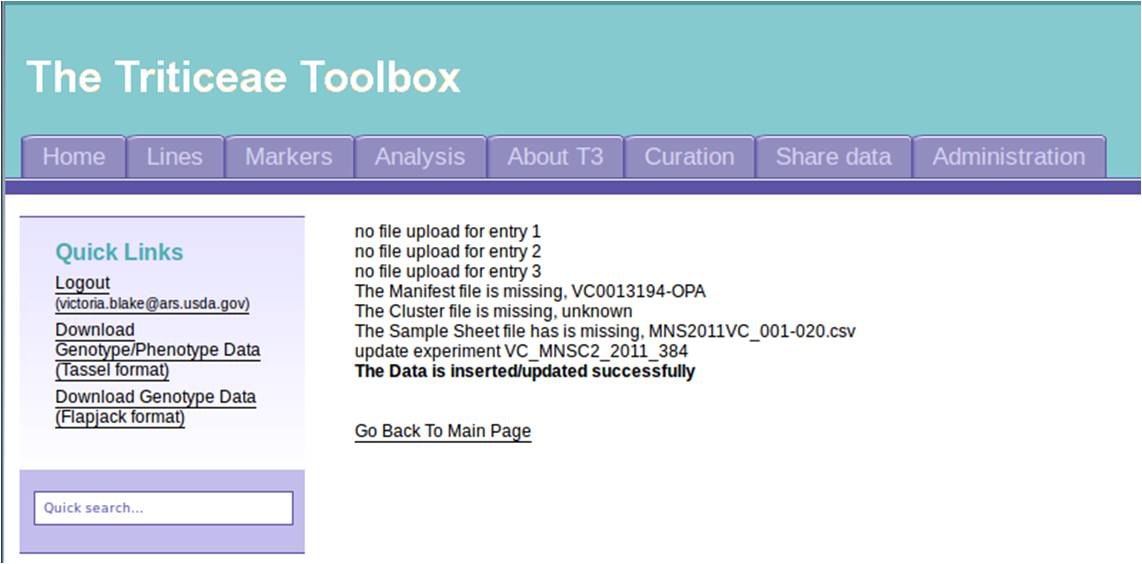 The Triticeae Toolbox
Home Lines Markers Analysis About T3 Curation Share data Administration
Quick Links
Logout
(victoria.blake@ars.usda.gov)
Download
Genotype/Phenotype Data
(Tassel format)
Download Genotype Data
(Flapjack format)
Quick search...
no file upload for entry 1
no file upload for entry 2
no file upload for entry 3
The Manifest file is missing, VC0013194-OPA
The Cluster file is missing, unknown
The Sample Sheet file has is missing, MNS2011VC_001-020.csv
update experiment VC_MNSC2_2011_384
The Data is inserted/updated successfully
Go Back To Main Page